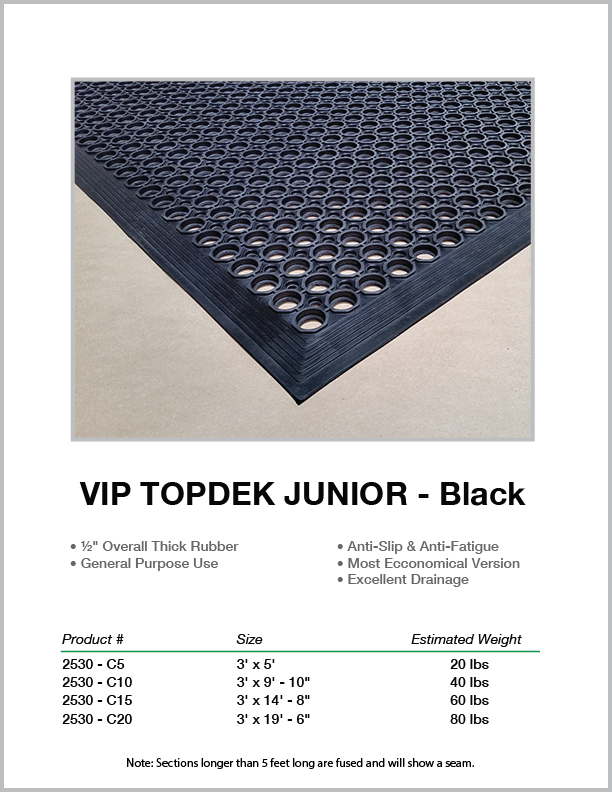 VIP TOPDEK JUNIOR - Black
• ½" Overall Thick Rubber
• General Purpose Use
• Anti-Slip & Anti-Fatigue
• Most Ecconomical Version
• Excellent Drainage
Product # Size Estimated Weight
2530 - C5 3' x 5' 20 lbs
2530 - C10 3' x 9' - 10" 40 lbs
2530 - C15 3' x 14' - 8" 60 lbs
2530 - C20 3' x 19' - 6" 80 lbs
Note: Sections longer than 5 feet long are fused and will show a seam.